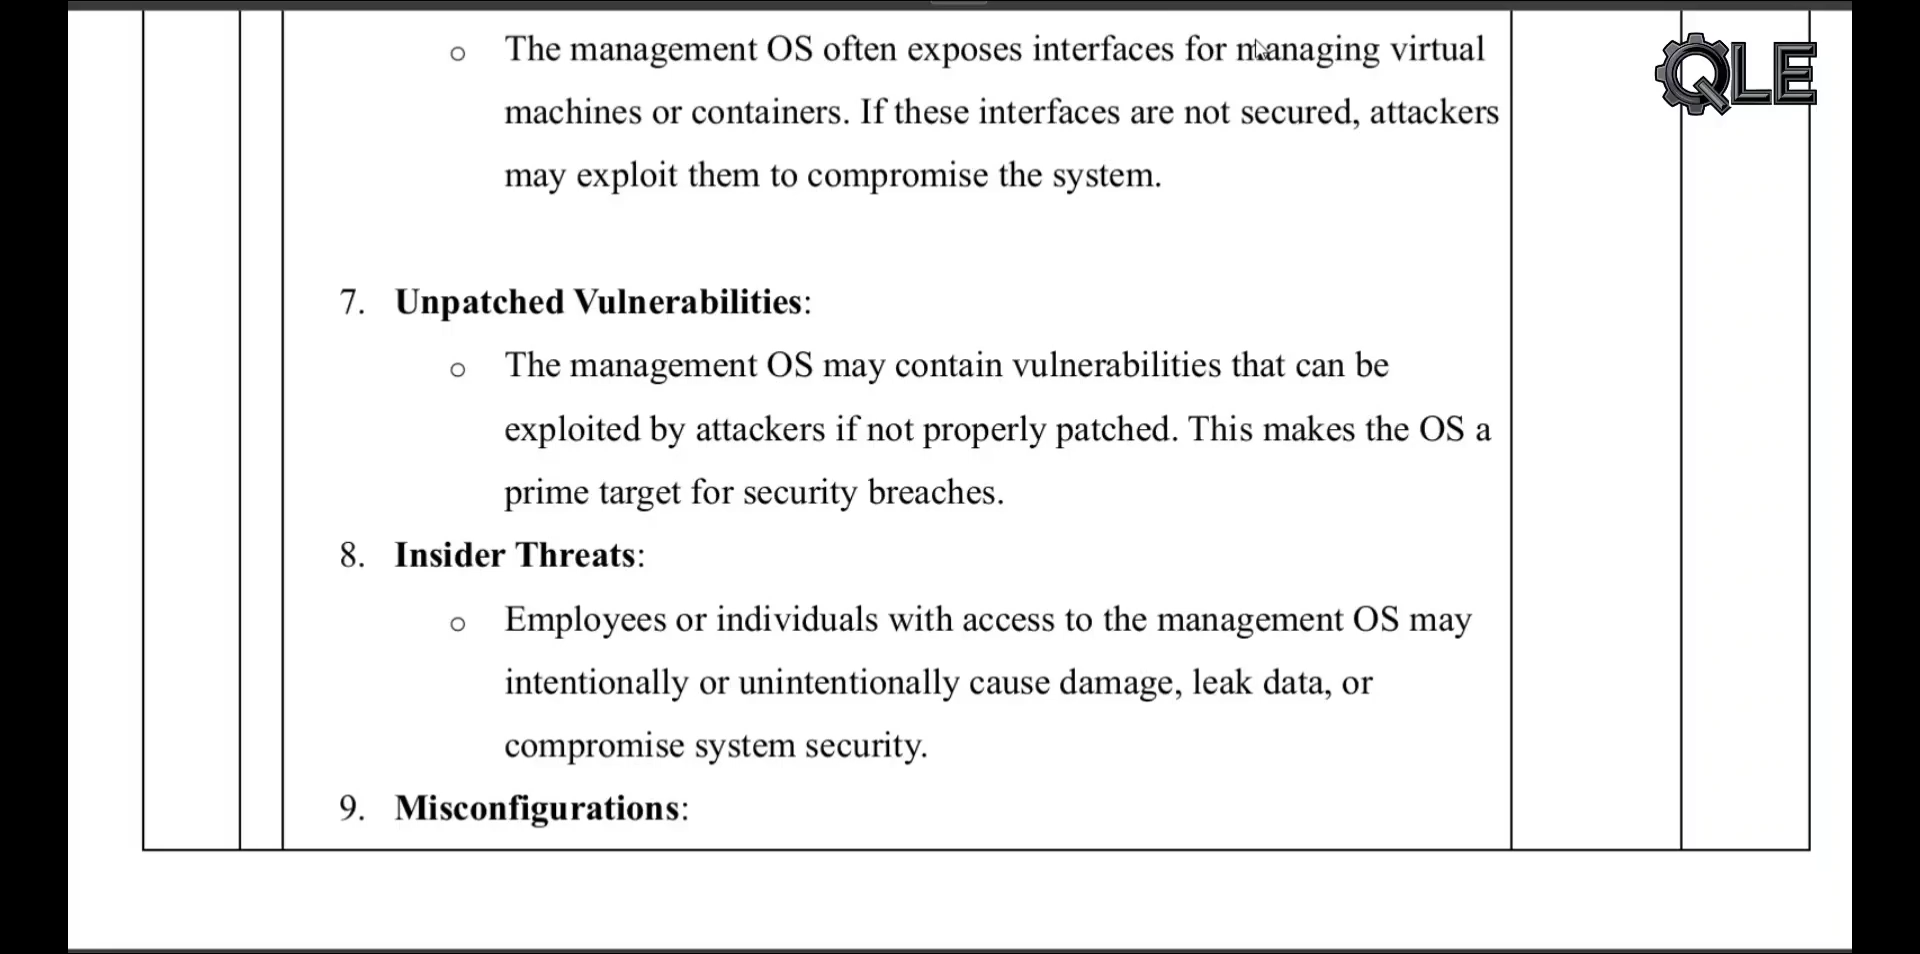 ○ The management OS often exposes interfaces for managing virtual
machines or containers. If these interfaces are not secured, attackers
may exploit them to compromise the system.
7. Unpatched Vulnerabilities:
○ The management OS may contain vulnerabilities that can be
exploited by attackers if not properly patched. This makes the OS a
prime target for security breaches.
8. Insider Threats:
○ Employees or individuals with access to the management OS may
intentionally or unintentionally cause damage, leak data, or
compromise system security.
9. Misconfigurations:
QLE